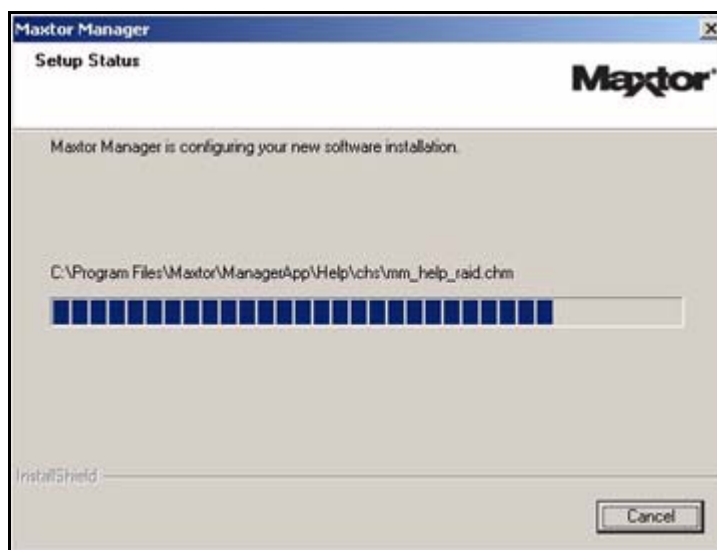 Maxtor Manager
Setup Status
Maxtor
Maxtor Manager is configuring your new software installation.
C:\Program Files\Maxtor\ManagerApp\Help\chs\mm_help_raid.chm
InstallShield
Cancel